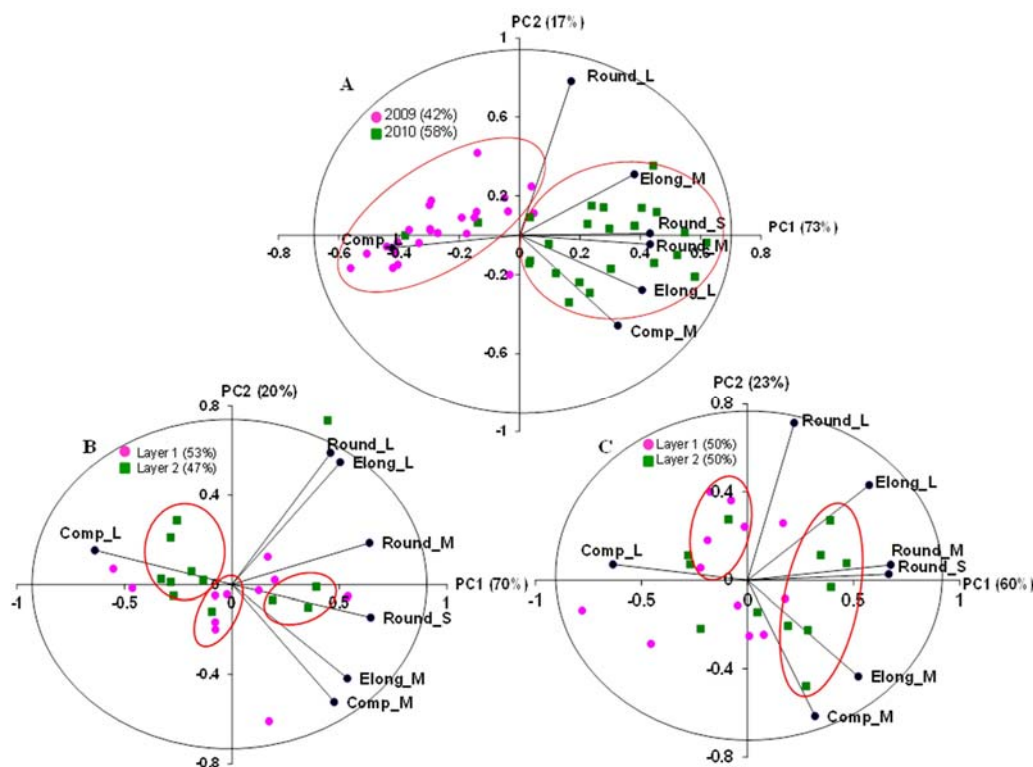 PC2 (17%)
1
Round_L
A
2009 (42%)
2010 (58%)
0.6
Elong_M
0.2
Round_S
PC1 (73%)
Comp_L
Round_M
-0.8 -0.6 -0.4 -0.2 0 0.2 0.4 0.6 0.8
-0.2
Elong_L
Comp_M
-0.6
-1
PC2 (20%)
0.8
B
Layer 1 (53%)
Layer 2 (47%)
Round_L
Elong_L
0.4
Comp_L
Round_M
0
PC1 (70%)
-1 -0.5 0 0.5 1
Round_S
-0.4
Elong_M
Comp_M
-0.8
PC2 (23%)
0.8
C
Layer 1 (50%)
Layer 2 (50%)
Round_L
0.4
Elong_L
Comp_L
Round_M
Round_S
0
PC1 (60%)
-1 -0.5 0 0.5 1
-0.4
Elong_M
Comp_M
-0.8